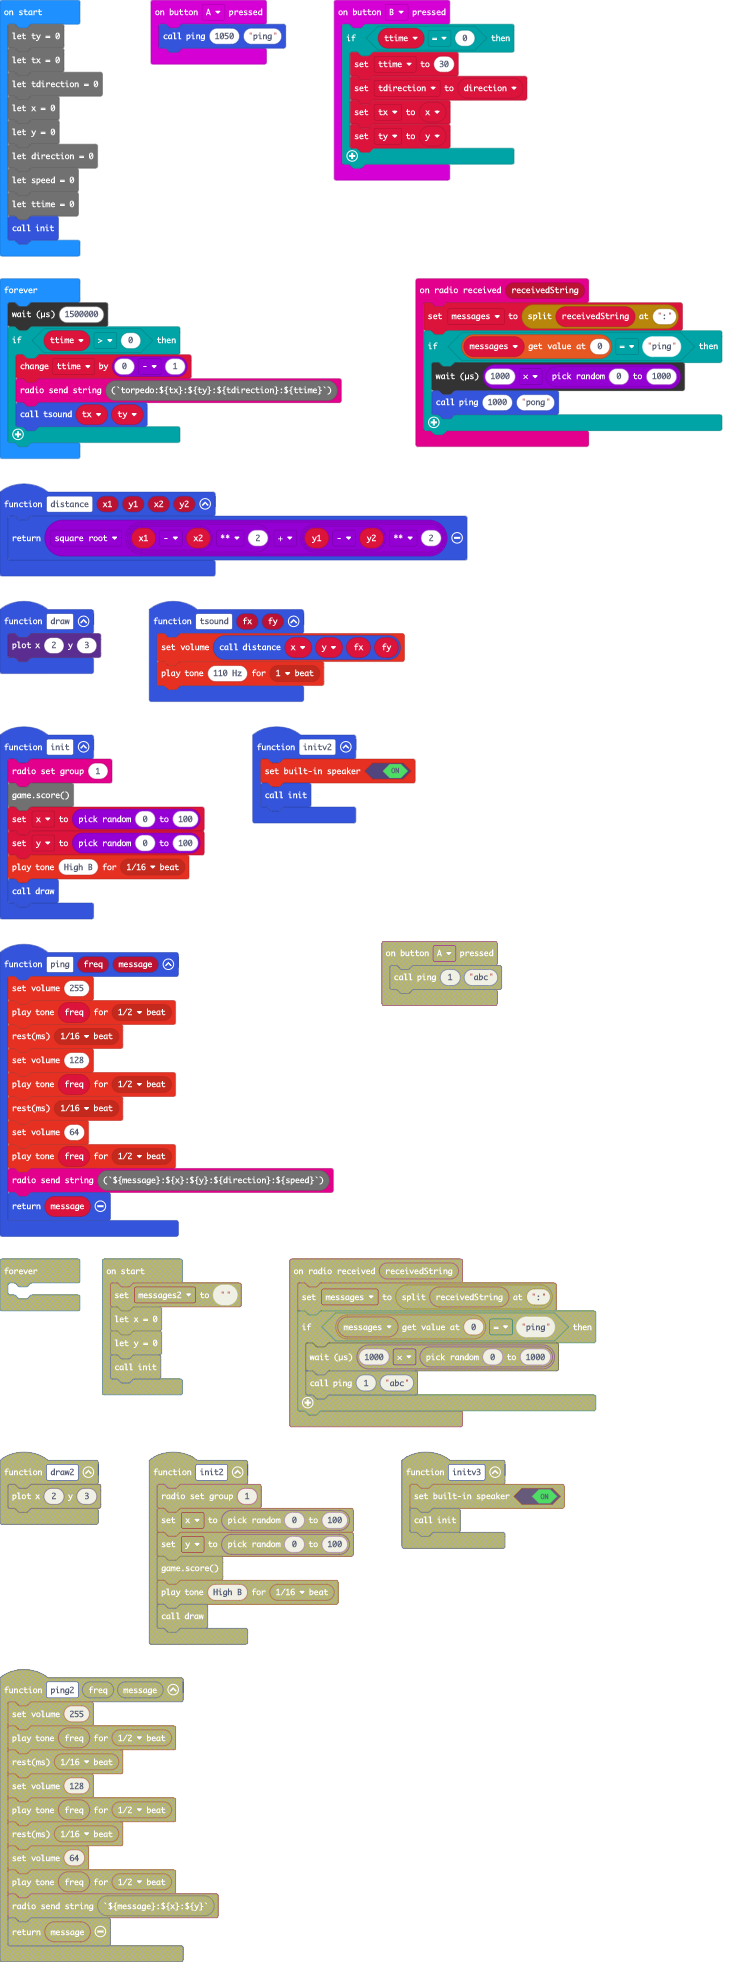 on start
let ty = 0
let tx = 0
let tdirection = 0
let x = 0
let y = 0
let direction = 0
let speed = 0
let ttime = 0
call init
on button A pressed
call ping 1050 "ping"
on button B pressed
if ttime = 0 then
set ttime to 30
set tdirection to direction
set tx to x
set ty to y
forever
wait (µs) 1500000
if ttime > 0 then
change ttime by 0 - 1
radio send string (`torpedo:${tx}:${ty}:${tdirection}:${ttime}`)
call tsound tx ty
on radio received receivedString
set messages to split receivedString at ":"
if messages get value at 0 = "ping" then
wait (µs) 1000 × pick random 0 to 1000
call ping 1000 "pong"
function distance x1 y1 x2 y2
return square root x1 - x2 ** 2 + y1 - y2 ** 2
function draw
plot x 2 y 3
function tsound fx fy
set volume call distance x y fx fy
play tone 110 Hz for 1 beat
function init
radio set group 1
game.score()
set x to pick random 0 to 100
set y to pick random 0 to 100
play tone High B for 1/16 beat
call draw
function initv2
set built-in speaker ON
call init
function ping freq message
set volume 255
play tone freq for 1/2 beat
rest(ms) 1/16 beat
set volume 128
play tone freq for 1/2 beat
rest(ms) 1/16 beat
set volume 64
play tone freq for 1/2 beat
radio send string (`${message}:${x}:${y}:${direction}:${speed}`)
return message
on button A pressed
call ping 1 "abc"
forever
on start
set messages2 to ""
let x = 0
let y = 0
call init
on radio received receivedString
set messages to split receivedString at ":"
if messages get value at 0 = "ping" then
wait (µs) 1000 × pick random 0 to 1000
call ping 1 "abc"
function draw2
plot x 2 y 3
function init2
radio set group 1
set x to pick random 0 to 100
set y to pick random 0 to 100
game.score()
play tone High B for 1/16 beat
call draw
function initv3
set built-in speaker ON
call init
function ping2 freq message
set volume 255
play tone freq for 1/2 beat
rest(ms) 1/16 beat
set volume 128
play tone freq for 1/2 beat
rest(ms) 1/16 beat
set volume 64
play tone freq for 1/2 beat
radio send string `${message}:${x}:${y}`
return message